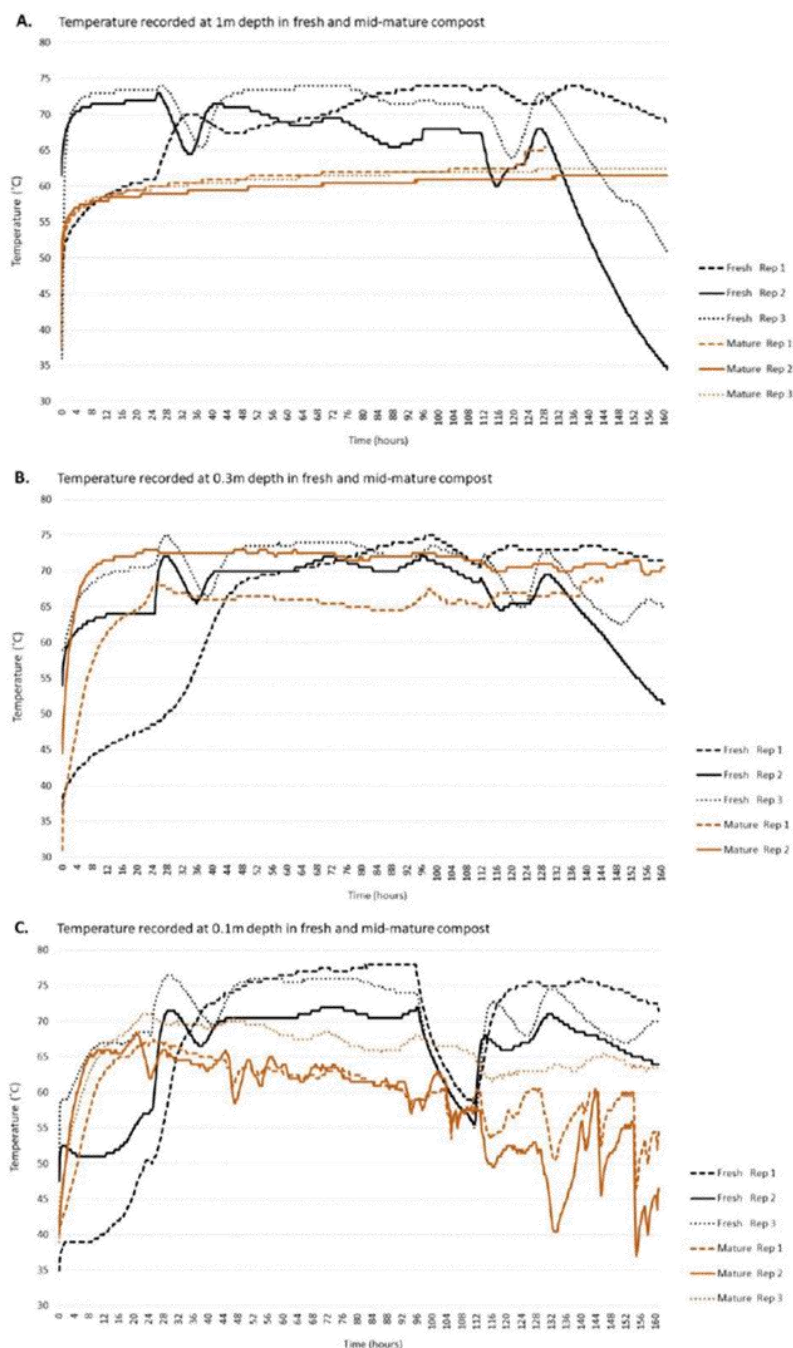 A. Temperature recorded at 1m depth in fresh and mid-mature compost
80
75
70
65
60
55
50
45
40
35
30
Temperature (˚C)
0 4 8 12 16 20 24 28 32 36 40 44 48 52 56 60 64 68 72 76 80 84 88 92 96 100 104 108 112 116 120 124 128 132 136 140 144 148 152 156 160
Time (hours)
Fresh Rep 1
Fresh Rep 2
Fresh Rep 3
Mature Rep 1
Mature Rep 2
Mature Rep 3
B. Temperature recorded at 0.3m depth in fresh and mid-mature compost
80
75
70
65
60
55
50
45
40
35
30
Temperature (˚C)
0 4 8 12 16 20 24 28 32 36 40 44 48 52 56 60 64 68 72 76 80 84 88 92 96 100 104 108 112 116 120 124 128 132 136 140 144 148 152 156 160
Time (hours)
Fresh Rep 1
Fresh Rep 2
Fresh Rep 3
Mature Rep 1
Mature Rep 2
C. Temperature recorded at 0.1m depth in fresh and mid-mature compost
80
75
70
65
60
55
50
45
40
35
30
Temperature (˚C)
0 4 8 12 16 20 24 28 32 36 40 44 48 52 56 60 64 68 72 76 80 84 88 92 96 100 104 108 112 116 120 124 128 132 136 140 144 148 152 156 160
Time (hours)
Fresh Rep 1
Fresh Rep 2
Fresh Rep 3
Mature Rep 1
Mature Rep 2
Mature Rep 3